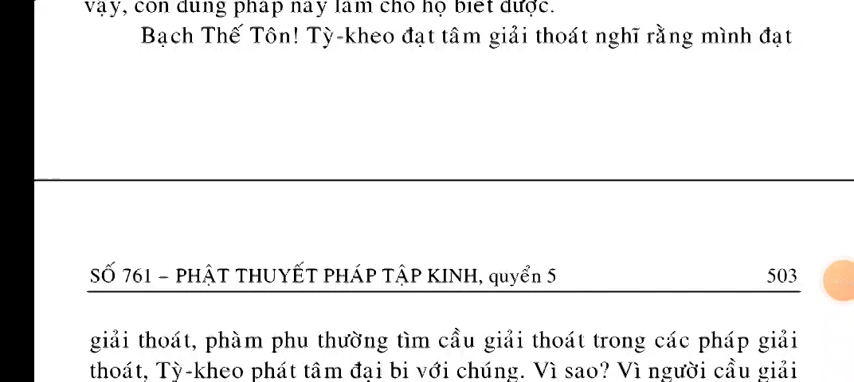 vậy, còn dùng pháp này làm cho họ biết được.
Bạch Thế Tôn! Tỳ-kheo đạt tâm giải thoát nghĩ rằng mình đạt
SỐ 761 – PHẬT THUYẾT PHÁP TẬP KINH, quyển 5 503
giải thoát, phàm phu thường tìm cầu giải thoát trong các pháp giải
thoát, Tỳ-kheo phát tâm đại bi với chúng. Vì sao? Vì người cầu giải